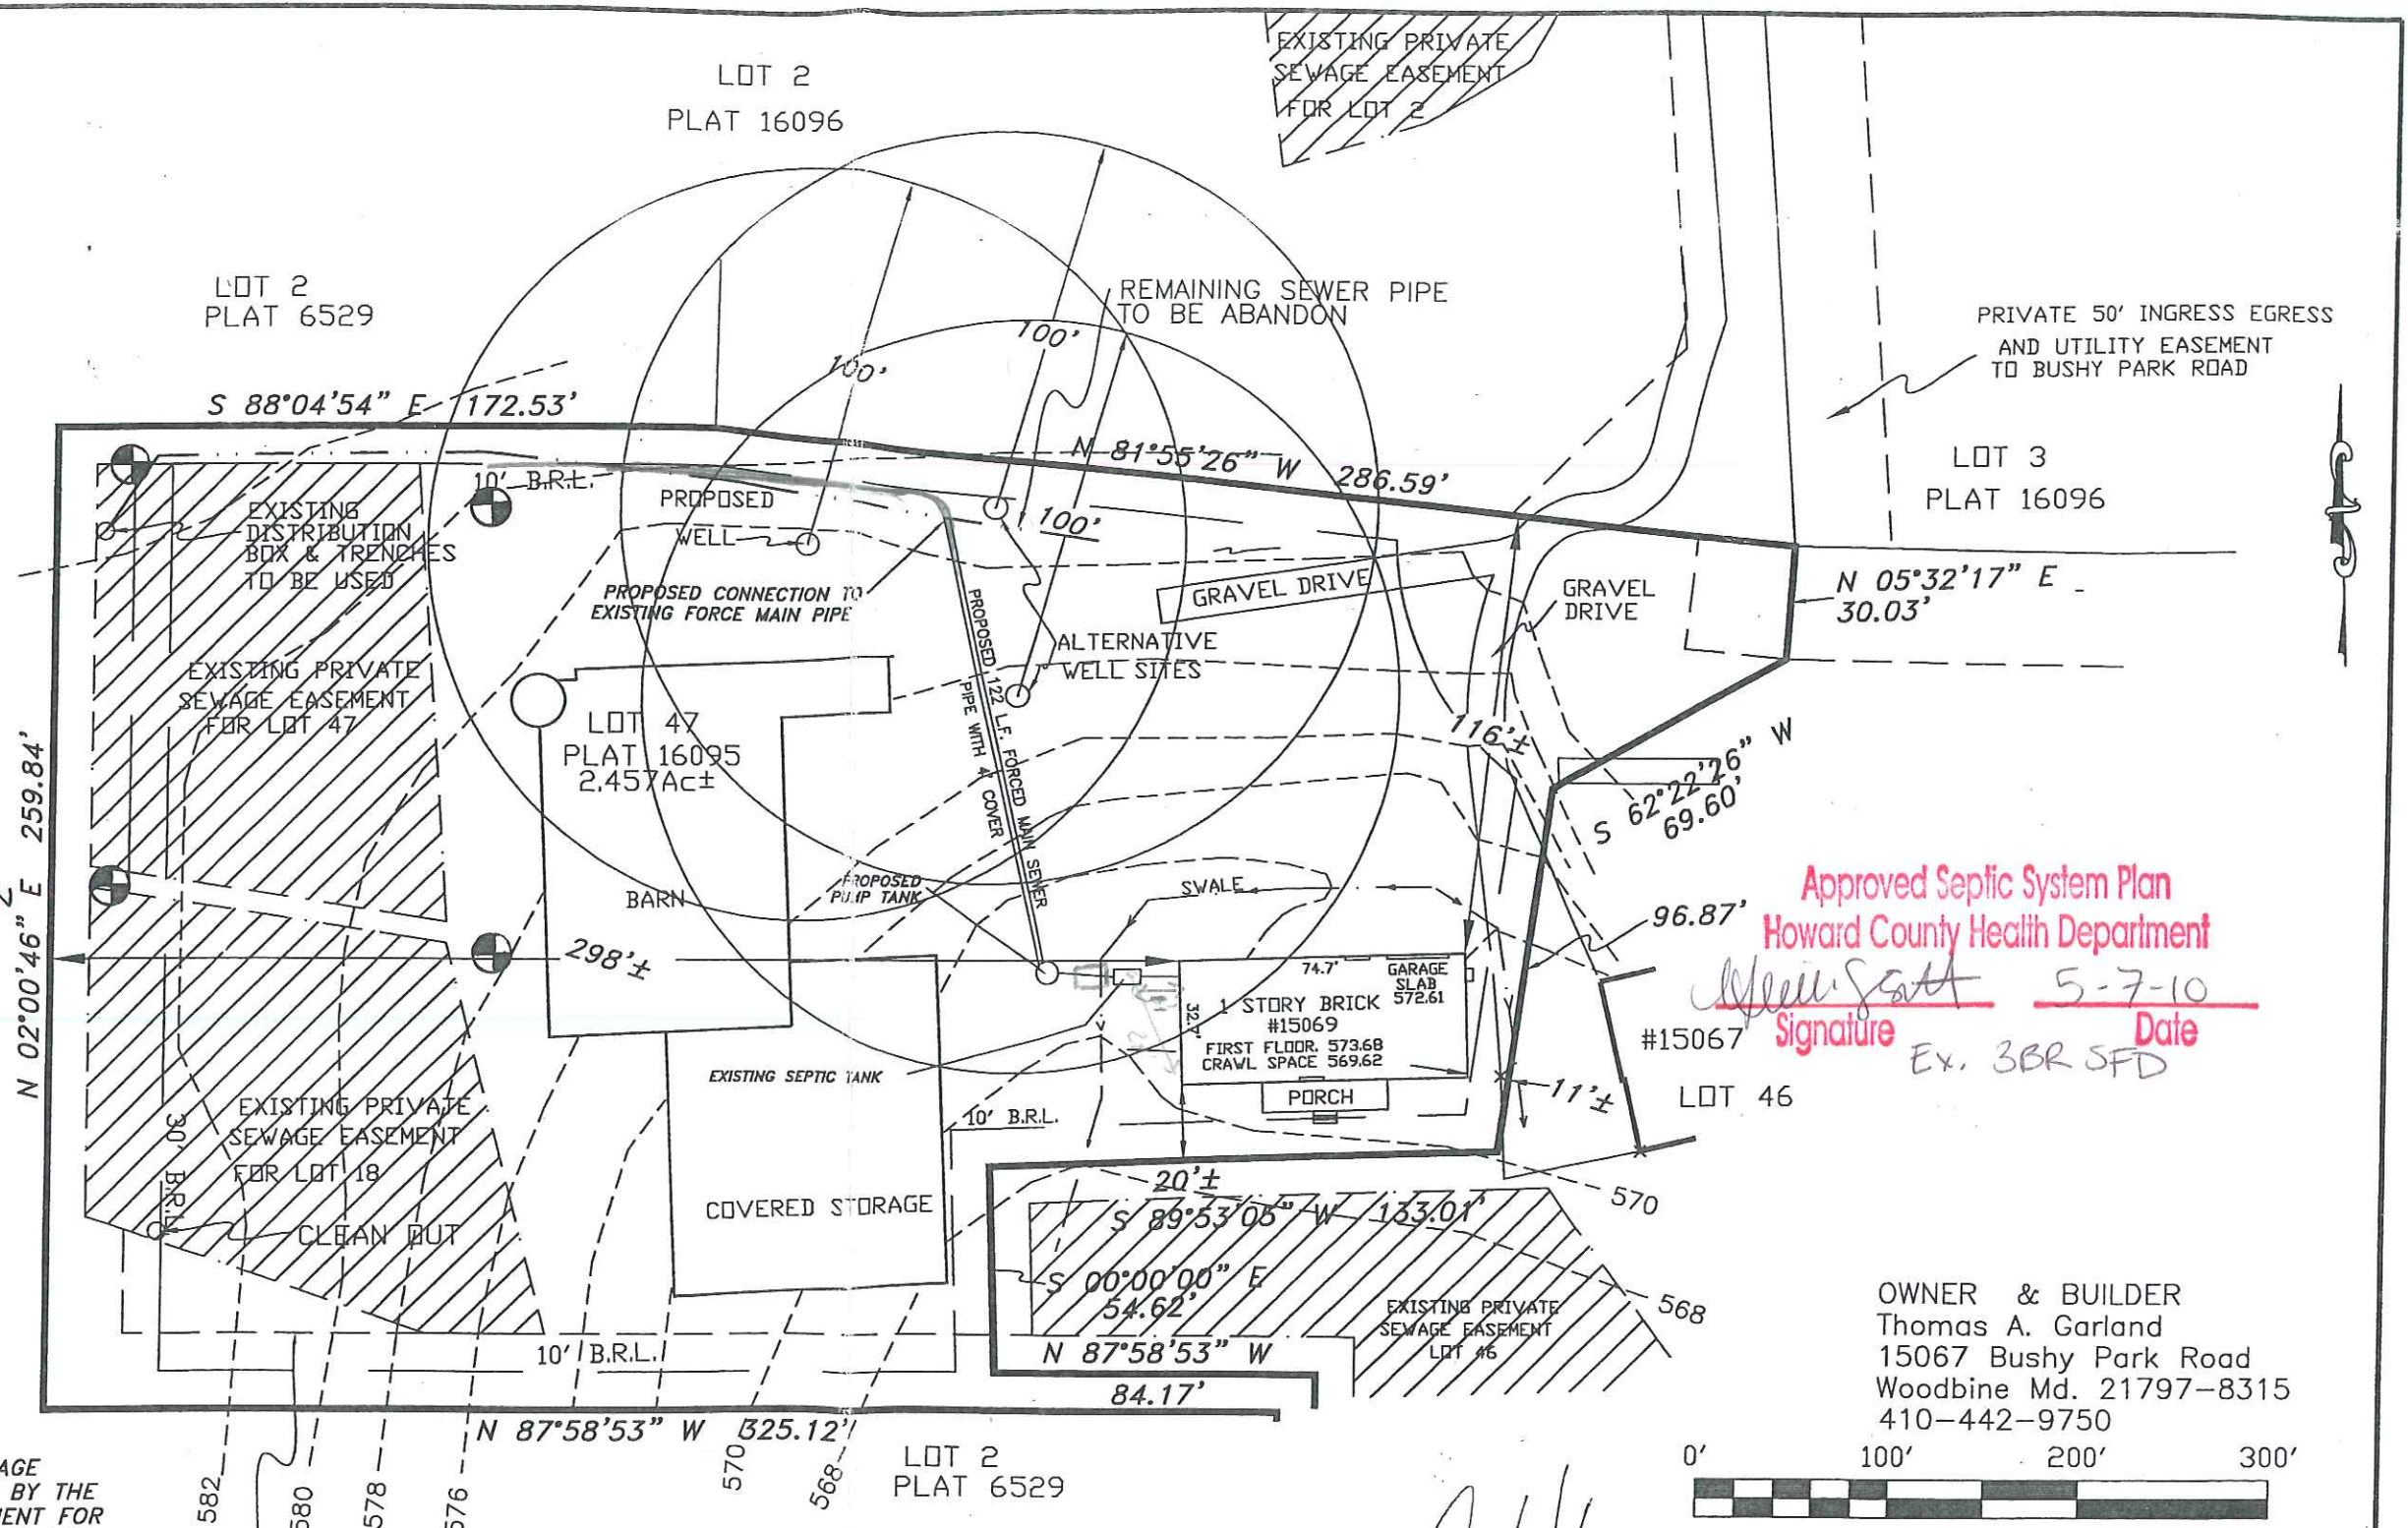 EXISTING PRIVATE
SEWAGE EASEMENT
FOR LOT 2
LOT 2
PLAT 16096
LOT 2
PLAT 6529
REMAINING SEWER PIPE
TO BE ABANDON
PRIVATE 50' INGRESS EGRESS
AND UTILITY EASEMENT
TO BUSHY PARK ROAD
100'
100'
S 88°04'54" E 172.53'
N 81°55'26" W 286.59'
LOT 3
PLAT 16096
10' B.R.L.
PROPOSED
WELL
100'
EXISTING
DISTRIBUTION
BOX & TRENCHES
TO BE USED
PROPOSED CONNECTION TO
EXISTING FORCE MAIN PIPE
GRAVEL DRIVE
GRAVEL
DRIVE
N 05°32'17" E
30.03'
ALTERNATIVE
WELL SITES
PROPOSED 122 L.F. FORCED MAIN SEWER
PIPE WITH 4' COVER
EXISTING PRIVATE
SEWAGE EASEMENT
FOR LOT 47
LOT 47
PLAT 16095
2.457Ac±
116'±
S 62°22'26" W
69.60'
N 02°00'46" E 259.84'
BARN
PROPOSED
PUMP TANK
SWALE
96.87'
Approved Septic System Plan
Howard County Health Department
5-7-10
Signature Date
Ex. 3BR SFD
298'±
74.7'
GARAGE
SLAB
572.61
32.7'
1 STORY BRICK
#15069
FIRST FLOOR. 573.68
CRAWL SPACE 569.62
PORCH
#15067
LOT 46
11'±
EXISTING SEPTIC TANK
10' B.R.L.
EXISTING PRIVATE
SEWAGE EASEMENT
FOR LOT 18
30' B.R.L.
CLEAN OUT
COVERED STORAGE
20'±
S 89°53'05" W 133.01'
570
568
S 00°00'00" E
54.62'
EXISTING PRIVATE
SEWAGE EASEMENT
LOT 46
10' B.R.L.
N 87°58'53" W
84.17'
N 87°58'53" W 325.12'
OWNER & BUILDER
Thomas A. Garland
15067 Bushy Park Road
Woodbine Md. 21797-8315
410-442-9750
0' 100' 200' 300'
LOT 2
PLAT 6529
582
580
578
576
570
568
AGE
BY THE
ENT FOR